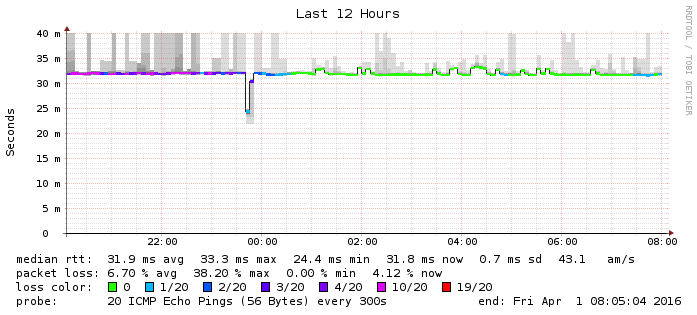 Last 12 Hours
RRDTOOL / TOBI OETIKER
Seconds
40 m
35 m
30 m
25 m
20 m
15 m
10 m
5 m
0
22:00 00:00 02:00 04:00 06:00 08:00
median rtt: 31.9 ms avg 33.3 ms max 24.4 ms min 31.8 ms now 0.7 ms sd 43.1 am/s
packet loss: 6.70 % avg 38.20 % max 0.00 % min 4.12 % now
loss color: 0 1/20 2/20 3/20 4/20 10/20 19/20
probe: 20 ICMP Echo Pings (56 Bytes) every 300s end: Fri Apr 1 08:05:04 2016